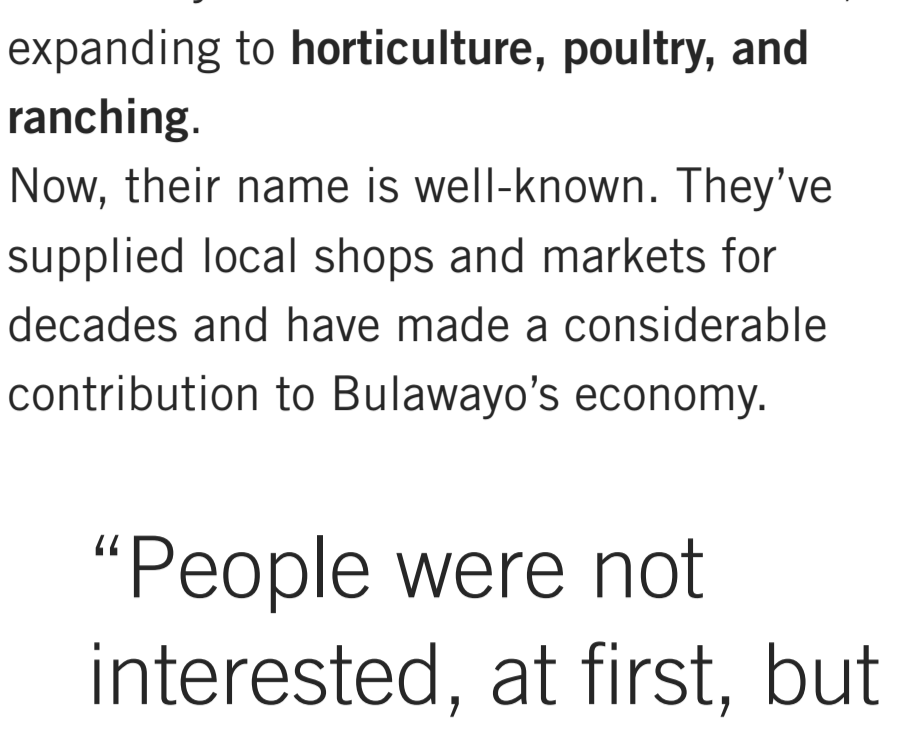 expanding to horticulture, poultry, and
ranching.
Now, their name is well-known. They’ve
supplied local shops and markets for
decades and have made a considerable
contribution to Bulawayo’s economy.
“People were not
interested, at first, but